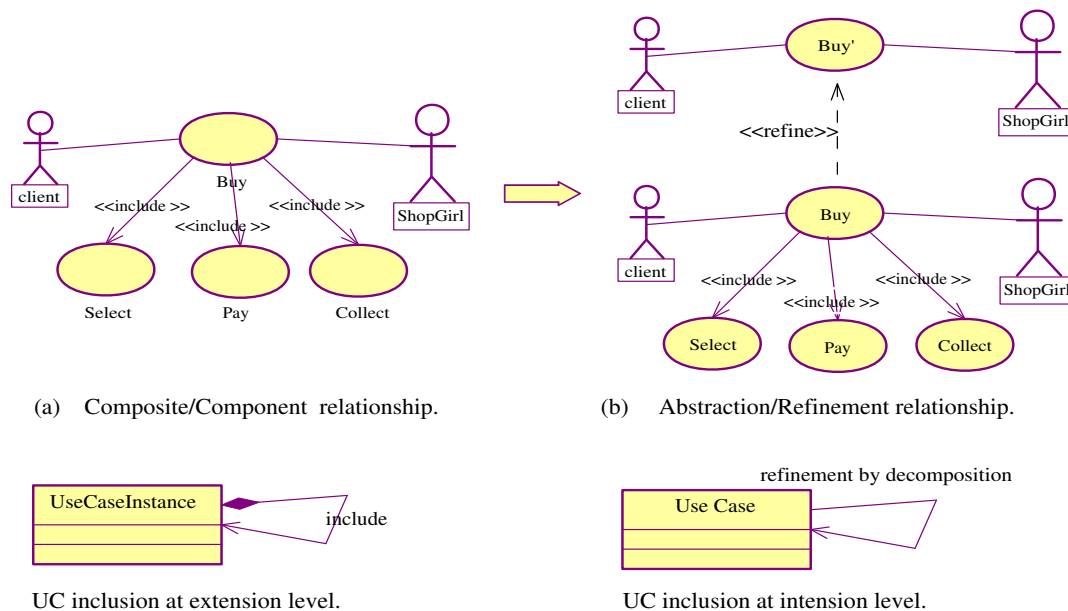 client
Buy
ShopGirl
<<include >>
<<include >>
<<include >>
Select
Pay
Collect
(a) Composite/Component relationship.
Buy'
client
ShopGirl
<<refine>>
Buy
client
ShopGirl
<<include >>
<<include >>
<<include >>
Select
Pay
Collect
(b) Abstraction/Refinement relationship.
UseCaseInstance
include
UC inclusion at extension level.
refinement by decomposition
Use Case
UC inclusion at intension level.